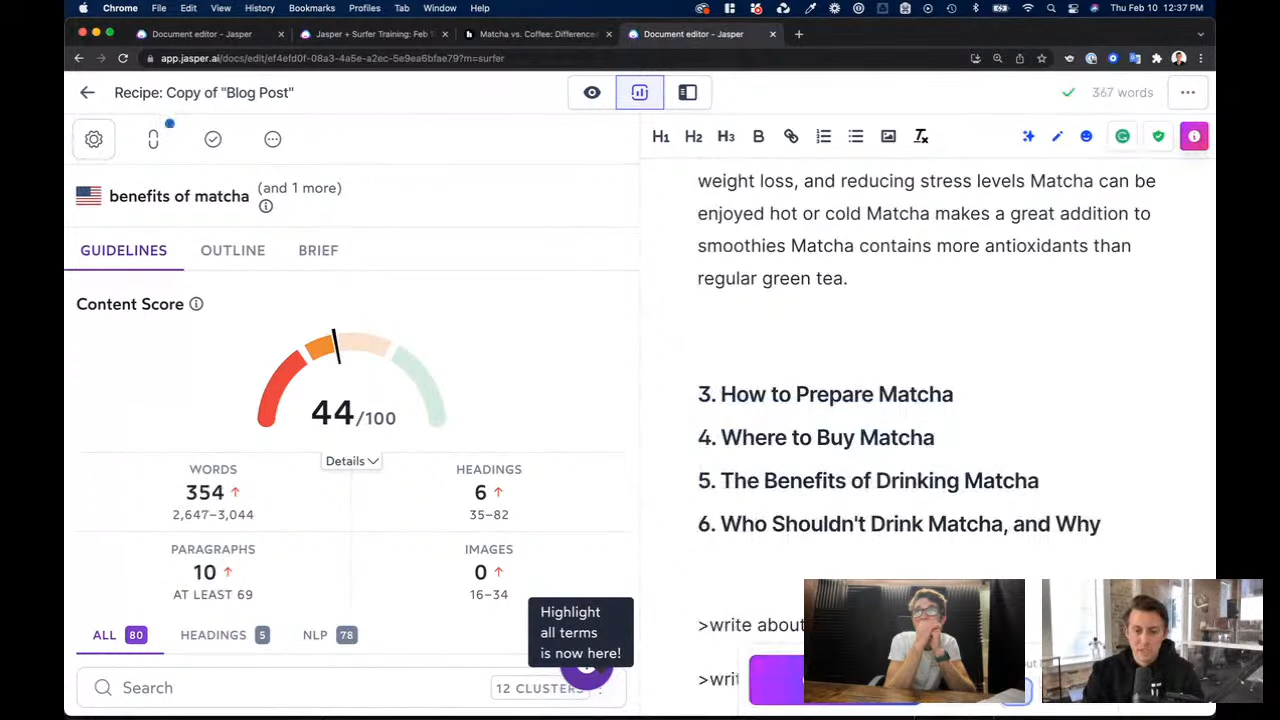 Chrome File Edit View History Bookmarks Profiles Tab Window Help
Thu Feb 10 12:37 PM
Document editor - Jasper
Jasper + Surfer Training: Feb
Matcha vs. Coffee: Difference
Document editor - Jasper
app.jasper.ai/docs/edit/ef4efd0f-08a3-4a5e-a2ec-5e9ea6bfae79?m=surfer
Recipe: Copy of "Blog Post"
367 words
H1 H2 H3 B
benefits of matcha (and 1 more)
GUIDELINES OUTLINE BRIEF
Content Score
44/100
Details
WORDS
354
2,647–3,044
HEADINGS
6
35–82
PARAGRAPHS
10
AT LEAST 69
IMAGES
0
16–34
Highlight
all terms
is now here!
ALL 80 HEADINGS 5 NLP 78
Search
12 CLUSTERS
weight loss, and reducing stress levels Matcha can be
enjoyed hot or cold Matcha makes a great addition to
smoothies Matcha contains more antioxidants than
regular green tea.
3. How to Prepare Matcha
4. Where to Buy Matcha
5. The Benefits of Drinking Matcha
6. Who Shouldn't Drink Matcha, and Why
>write about
>writ